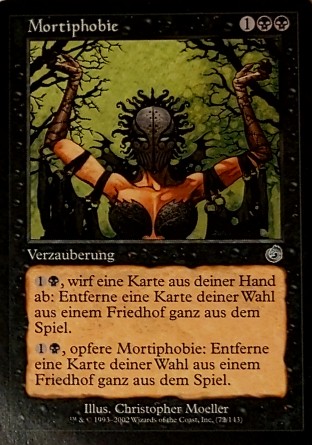 Mortiphobie 1
Verzauberung
1, wirf eine Karte aus deiner Hand
ab: Entferne eine Karte deiner Wahl
aus einem Friedhof ganz aus dem
Spiel.
1, opfere Mortiphobie: Entferne
eine Karte deiner Wahl aus einem
Friedhof ganz aus dem Spiel.
Illus. Christopher Moeller
™ & © 1993–2002 Wizards of the Coast, Inc. /143